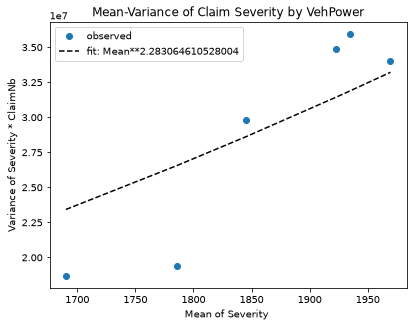 Mean-Variance of Claim Severity by VehPower
1e7
observed
fit: Mean**2.283064610528004
3.50
3.25
3.00
2.75
2.50
2.25
2.00
Variance of Severity * ClaimNb
1700 1750 1800 1850 1900 1950
Mean of Severity